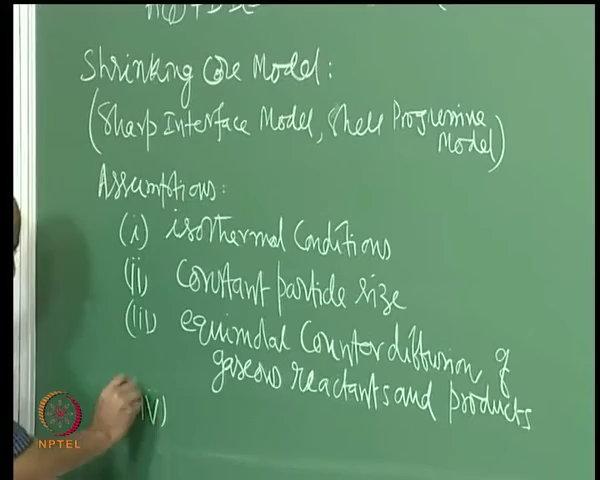 Shrinking Core Model:
(Sharp Interface Model, Shell Progressive
Model)
Assumptions:
(i) isothermal Conditions
(ii) Constant particle size
(iii) equimolal Counter diffusion of
gaseous reactants and products
(iv)
NPTEL